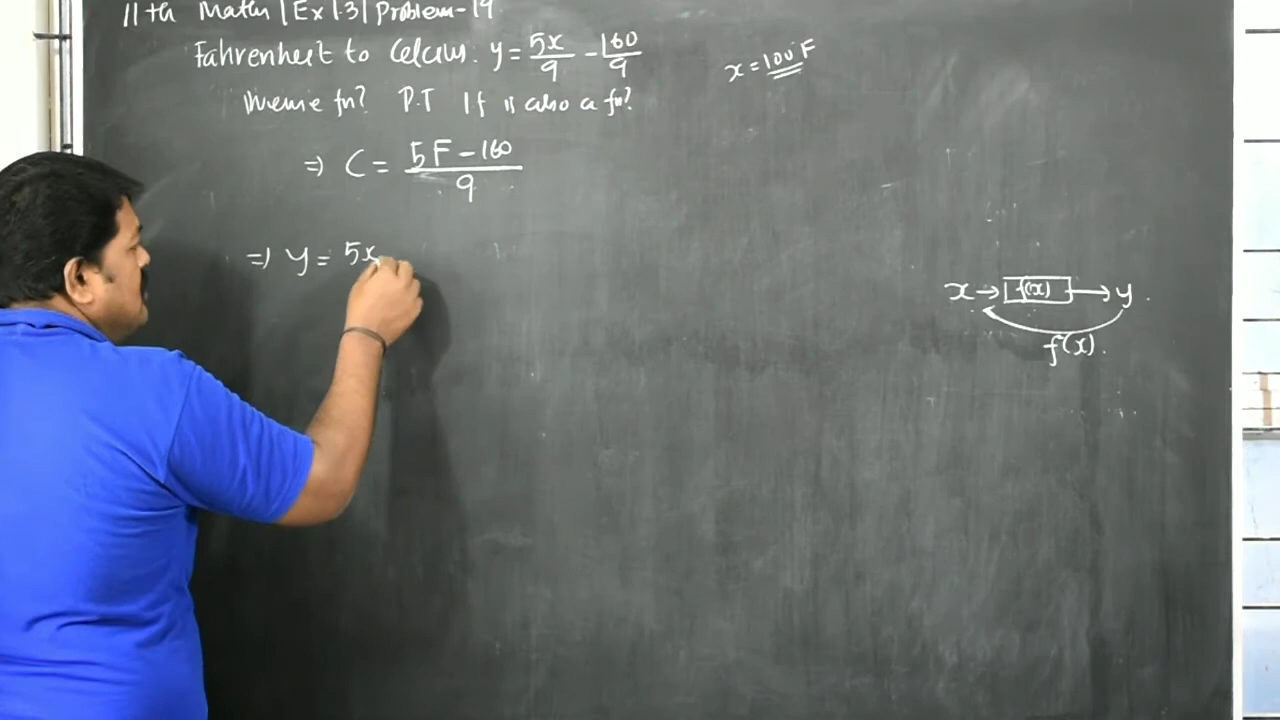 11th Maths | Ex 1.3 | Problem-19
Fahrenheit to Celcius. y = 5x/9 - 160/9
x = 100°F
Inverse fn? P.T If is also a fn?
⇒ C = (5F - 160)/9
⇒ y = 5x
x → f(x) → y.
f(x).